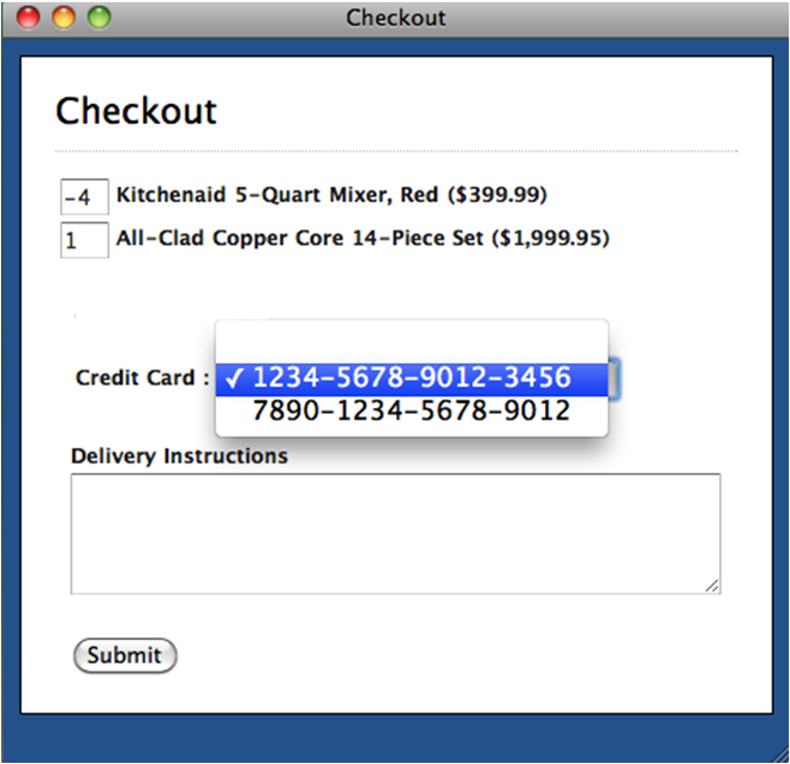 Checkout
Checkout
-4 Kitchenaid 5-Quart Mixer, Red ($399.99)
1 All-Clad Copper Core 14-Piece Set ($1,999.95)
Credit Card : ✓ 1234-5678-9012-3456
7890-1234-5678-9012
Delivery Instructions
Submit